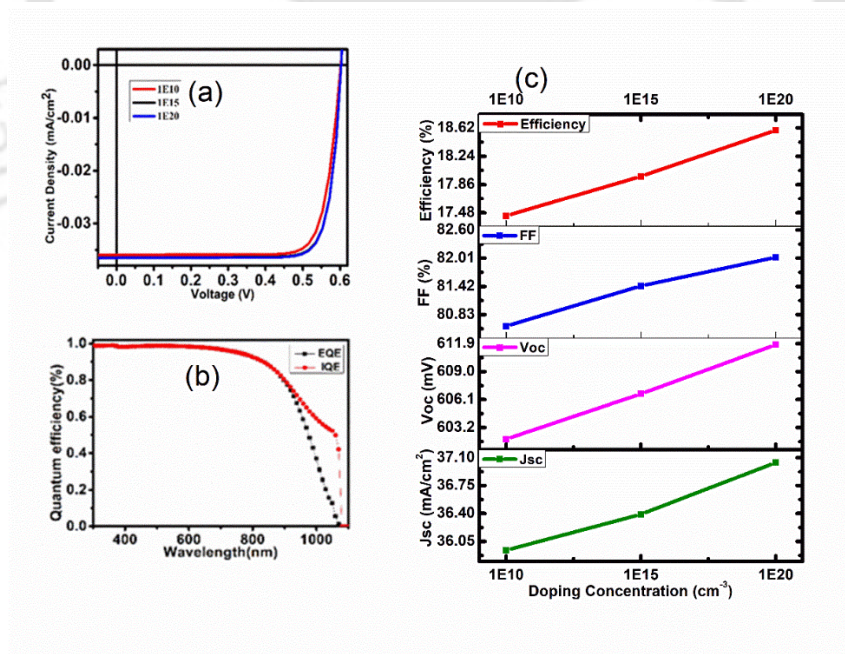 (a)
0.00
-0.01
-0.02
-0.03
Current Density (mA/cm²)
1E10
1E15
1E20
0.0 0.1 0.2 0.3 0.4 0.5 0.6
Voltage (V)
(b)
1.0
0.8
0.6
0.4
0.2
0.0
Quantum efficiency(%)
EQE
IQE
400 600 800 1000
Wavelength(nm)
(c)
1E10 1E15 1E20
Efficiency
18.62
18.24
17.86
17.48
Efficiency (%)
FF
82.60
82.01
81.42
80.83
FF (%)
Voc
611.9
609.0
606.1
603.2
Voc (mV)
Jsc
37.10
36.75
36.40
36.05
Jsc (mA/cm²)
1E10 1E15 1E20
Doping Concentration (cm⁻³)